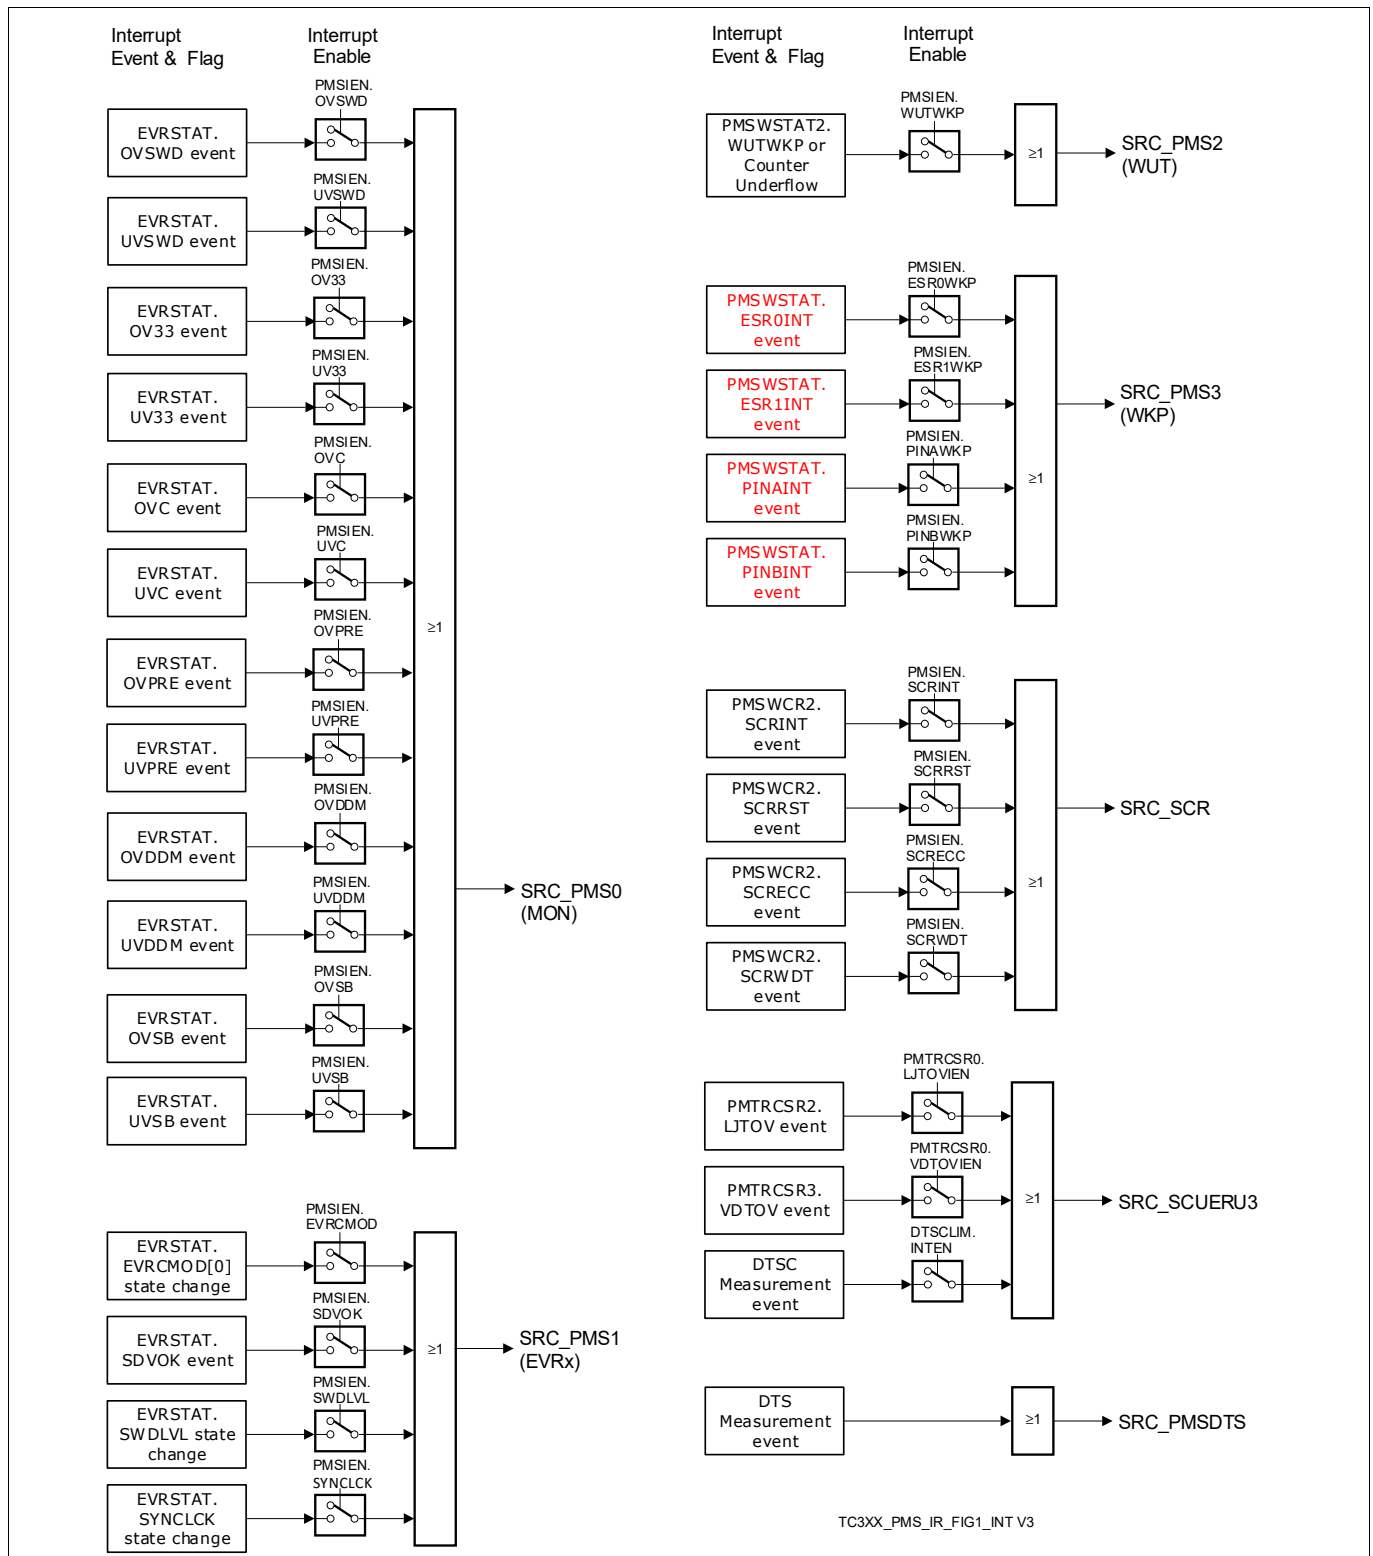 Interrupt
Event & Flag
Interrupt
Enable
PMSIEN.
OVSWD
EVRSTAT.
OVSWD event
PMSIEN.
UVSWD
EVRSTAT.
UVSWD event
PMSIEN.
OV33
EVRSTAT.
OV33 event
PMSIEN.
UV33
EVRSTAT.
UV33 event
PMSIEN.
OVC
EVRSTAT.
OVC event
PMSIEN.
UVC
EVRSTAT.
UVC event
PMSIEN.
OVPRE
EVRSTAT.
OVPRE event
PMSIEN.
UVPRE
EVRSTAT.
UVPRE event
PMSIEN.
OVDDM
EVRSTAT.
OVDDM event
PMSIEN.
UVDDM
EVRSTAT.
UVDDM event
PMSIEN.
OVSB
EVRSTAT.
OVSB event
PMSIEN.
UVSB
EVRSTAT.
UVSB event
≥1
SRC_PMS0
(MON)
PMSIEN.
EVRCMOD
EVRSTAT.
EVRCMOD[0]
state change
PMSIEN.
SDVOK
EVRSTAT.
SDVOK event
PMSIEN.
SWDLVL
EVRSTAT.
SWDLVL state
change
PMSIEN.
SYNCLCK
EVRSTAT.
SYNCLCK
state change
≥1
SRC_PMS1
(EVRx)
Interrupt
Event & Flag
Interrupt
Enable
PMSIEN.
WUTWKP
PMSWSTAT2.
WUTWKP or
Counter
Underflow
≥1
SRC_PMS2
(WUT)
PMSIEN.
ESR0WKP
PMSWSTAT.
ESR0INT
event
PMSIEN.
ESR1WKP
PMSWSTAT.
ESR1INT
event
PMSIEN.
PINAWKP
PMSWSTAT.
PINAINT
event
PMSIEN.
PINBWKP
PMSWSTAT.
PINBINT
event
≥1
SRC_PMS3
(WKP)
PMSIEN.
SCRINT
PMSWCR2.
SCRINT
event
PMSIEN.
SCRRST
PMSWCR2.
SCRRST
event
PMSIEN.
SCRECC
PMSWCR2.
SCRECC
event
PMSIEN.
SCRWDT
PMSWCR2.
SCRWDT
event
≥1
SRC_SCR
PMTRCSR0.
LJTOVIEN
PMTRCSR2.
LJTOV event
PMTRCSR0.
VDTOVIEN
PMTRCSR3.
VDTOV event
DTSCLIM.
INTEN
DTSC
Measurement
event
≥1
SRC_SCUERU3
DTS
Measurement
event
≥1
SRC_PMSDTS
TC3XX_PMS_IR_FIG1_INT V3